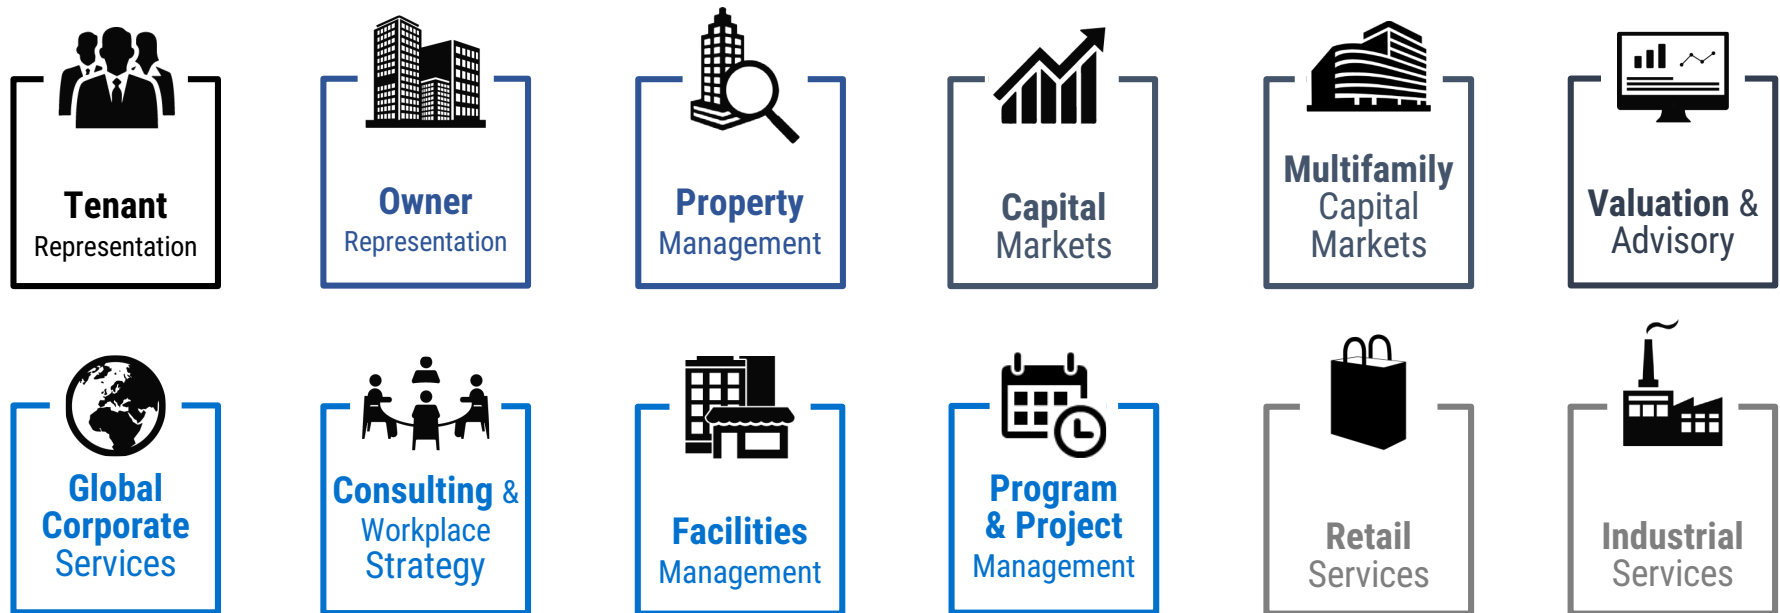 Tenant
Representation
Owner
Representation
Property
Management
Capital
Markets
Multifamily
Capital
Markets
Valuation &
Advisory
Global
Corporate
Services
Consulting &
Workplace
Strategy
Facilities
Management
Program
& Project
Management
Retail
Services
Industrial
Services